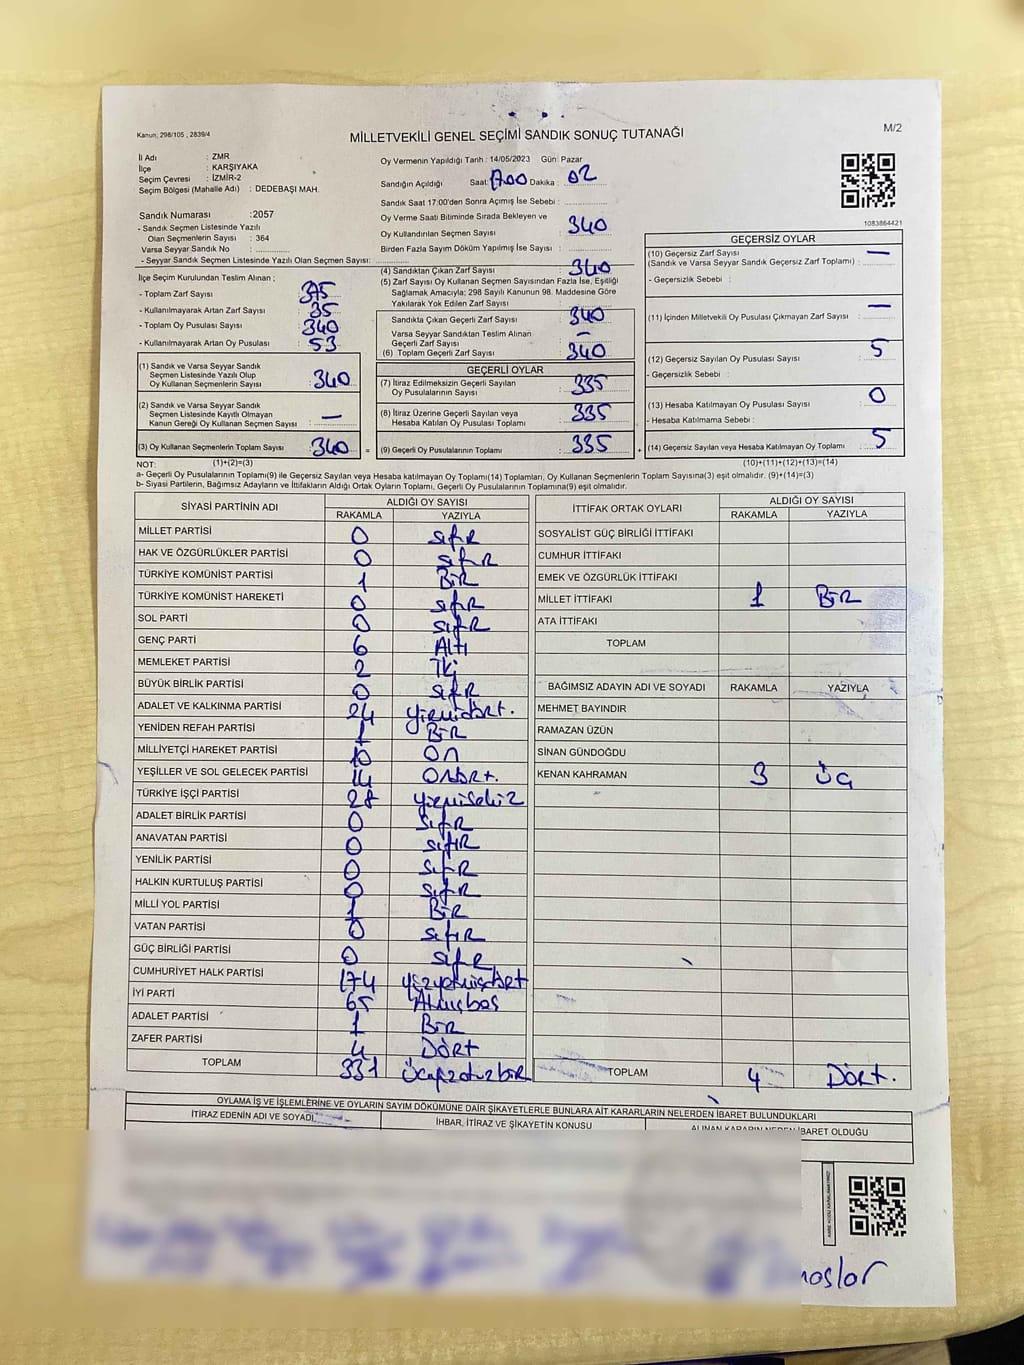 Kanun; 298/105 , 2839/4
MİLLETVEKİLİ GENEL SEÇİMİ SANDIK SONUÇ TUTANAĞI
M/2
İl Adı : ZMR
İlçe : KARŞIYAKA
Seçim Çevresi : İZMİR-2
Seçim Bölgesi (Mahalle Adı) : DEDEBAŞI MAH.
Sandık Numarası :2057
- Sandık Seçmen Listesinde Yazılı
Olan Seçmenlerin Sayısı : 364
Varsa Seyyar Sandık No :
- Seyyar Sandık Seçmen Listesinde Yazılı Olan Seçmen Sayısı:
Oy Vermenin Yapıldığı Tarih : 14/05/2023 Gün: Pazar
Sandığın Açıldığı Saat: 17.00 Dakika : 02
Sandık Saat 17:00'den Sonra Açımış İse Sebebi :
Oy Verme Saati Bitiminde Sırada Bekleyen ve
Oy Kullandırılan Seçmen Sayısı : 340
Birden Fazla Sayım Döküm Yapılmış İse Sayısı :
1083864421
İlçe Seçim Kurulundan Teslim Alınan ;
- Toplam Zarf Sayısı : 375
- Kullanılmayarak Artan Zarf Sayısı : 35
- Toplam Oy Pusulası Sayısı : 340
- Kullanılmayarak Artan Oy Pusulası : 53
(1) Sandık ve Varsa Seyyar Sandık
Seçmen Listesinde Yazılı Olup
Oy Kullanan Seçmenlerin Sayısı : 340
(2) Sandık ve Varsa Seyyar Sandık
Seçmen Listesinde Kayıtlı Olmayan
Kanun Gereği Oy Kullanan Seçmen Sayısı : —
(3) Oy Kullanan Seçmenlerin Toplam Sayısı : 340 =
(4) Sandıktan Çıkan Zarf Sayısı : 340
(5) Zarf Sayısı Oy Kullanan Seçmen Sayısından Fazla İse, Eşitliği
Sağlamak Amacıyla; 298 Sayılı Kanunun 98. Maddesine Göre
Yakılarak Yok Edilen Zarf Sayısı :
Sandıkta Çıkan Geçerli Zarf Sayısı : 340
Varsa Seyyar Sandıktan Teslim Alınan
Geçerli Zarf Sayısı : —
(6) Toplam Geçerli Zarf Sayısı : 340
GEÇERLİ OYLAR
(7) İtiraz Edilmeksizin Geçerli Sayılan
Oy Pusulalarının Sayısı : 335
(8) İtiraz Üzerine Geçerli Sayılan veya
Hesaba Katılan Oy Pusulası Toplamı : 335
(9) Geçerli Oy Pusulalarının Toplamı : 335 +
GEÇERSİZ OYLAR
(10) Geçersiz Zarf Sayısı —
(Sandık ve Varsa Seyyar Sandık Geçersiz Zarf Toplamı) :
- Geçersizlik Sebebi :
(11) İçinden Milletvekili Oy Pusulası Çıkmayan Zarf Sayısı : —
(12) Geçersiz Sayılan Oy Pusulası Sayısı : 5
- Geçersizlik Sebebi :
(13) Hesaba Katılmayan Oy Pusulası Sayısı : 0
- Hesaba Katılmama Sebebi :
(14) Geçersiz Sayılan veya Hesaba Katılmayan Oy Toplamı : 5
NOT: (1)+(2)=(3) (10)+(11)+(12)+(13)=(14)
a- Geçerli Oy Pusulalarının Toplamı(9) ile Geçersiz Sayılan veya Hesaba katılmayan Oy Toplamı(14) Toplamları, Oy Kullanan Seçmenlerin Toplam Sayısına(3) eşit olmalıdır. (9)+(14)=(3)
b- Siyasi Partilerin, Bağımsız Adayların ve İttifakların Aldığı Ortak Oyların Toplamı, Geçerli Oy Pusulalarının Toplamına(9) eşit olmalıdır.
SİYASİ PARTİNİN ADI ALDIĞI OY SAYISI
RAKAMLA YAZIYLA
MİLLET PARTİSİ 0 sıfıR
HAK VE ÖZGÜRLÜKLER PARTİSİ 0 sıfıR
TÜRKİYE KOMÜNİST PARTİSİ 1 BİR
TÜRKİYE KOMÜNİST HAREKETİ 0 sıfıR
SOL PARTİ 0 sıfıR
GENÇ PARTİ 6 Altı
MEMLEKET PARTİSİ 2 İki
BÜYÜK BİRLİK PARTİSİ 0 sıfıR
ADALET VE KALKINMA PARTİSİ 24 yirmidört.
YENİDEN REFAH PARTİSİ 1 BİR
MİLLİYETÇİ HAREKET PARTİSİ 10 On
YEŞİLLER VE SOL GELECEK PARTİSİ 14 Ondört.
TÜRKİYE İŞÇİ PARTİSİ 28 yirmisekiz
ADALET BİRLİK PARTİSİ 0 sıfıR
ANAVATAN PARTİSİ 0 sıfıR
YENİLİK PARTİSİ 0 sıfıR
HALKIN KURTULUŞ PARTİSİ 0 sıfıR
MİLLİ YOL PARTİSİ 1 BİR
VATAN PARTİSİ 0 sıfıR
GÜÇ BİRLİĞİ PARTİSİ 0 sıfıR
CUMHURİYET HALK PARTİSİ 174 yüzyetmişdört
İYİ PARTİ 65 Atmışbeş
ADALET PARTİSİ 1 BİR
ZAFER PARTİSİ 4 Dört
TOPLAM 331 Üçyüzotuzbir
İTTİFAK ORTAK OYLARI ALDIĞI OY SAYISI
RAKAMLA YAZIYLA
SOSYALİST GÜÇ BİRLİĞİ İTTİFAKI
CUMHUR İTTİFAKI
EMEK VE ÖZGÜRLÜK İTTİFAKI
MİLLET İTTİFAKI 1 BİR
ATA İTTİFAKI
TOPLAM
BAĞIMSIZ ADAYIN ADI VE SOYADI RAKAMLA YAZIYLA
MEHMET BAYINDIR
RAMAZAN ÜZÜN
SİNAN GÜNDOĞDU
KENAN KAHRAMAN 3 Üç
TOPLAM 4 Dört.
OYLAMA İŞ VE İŞLEMLERİNE VE OYLARIN SAYIM DÖKÜMÜNE DAİR ŞİKAYETLERLE BUNLARA AİT KARARLARIN NELERDEN İBARET BULUNDUKLARI
İTİRAZ EDENİN ADI VE SOYADI İHBAR, İTİRAZ VE ŞİKAYETİN KONUSU ALINAN KARARIN NEDEN İBARET OLDUĞU